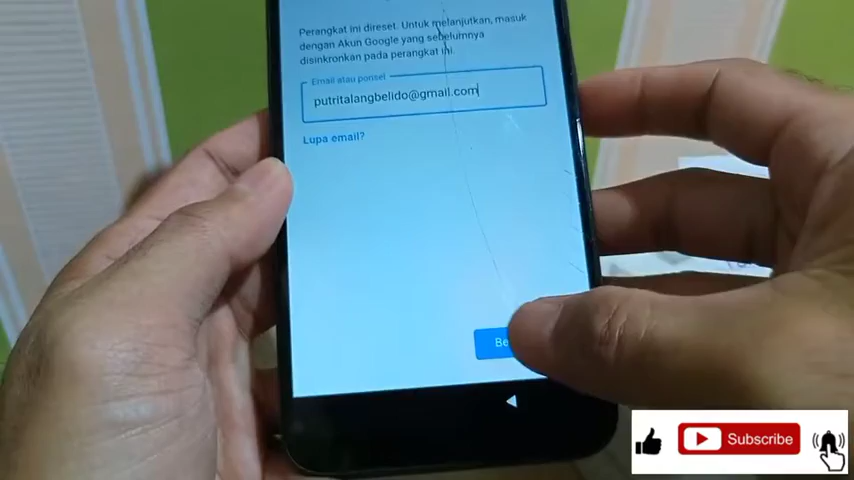 Perangkat ini direset. Untuk melanjutkan, masuk
dengan Akun Google yang sebelumnya
disinkronkan pada perangkat ini.
Email atau ponsel
putritalangbelido@gmail.com
Lupa email?
Be
Subscribe